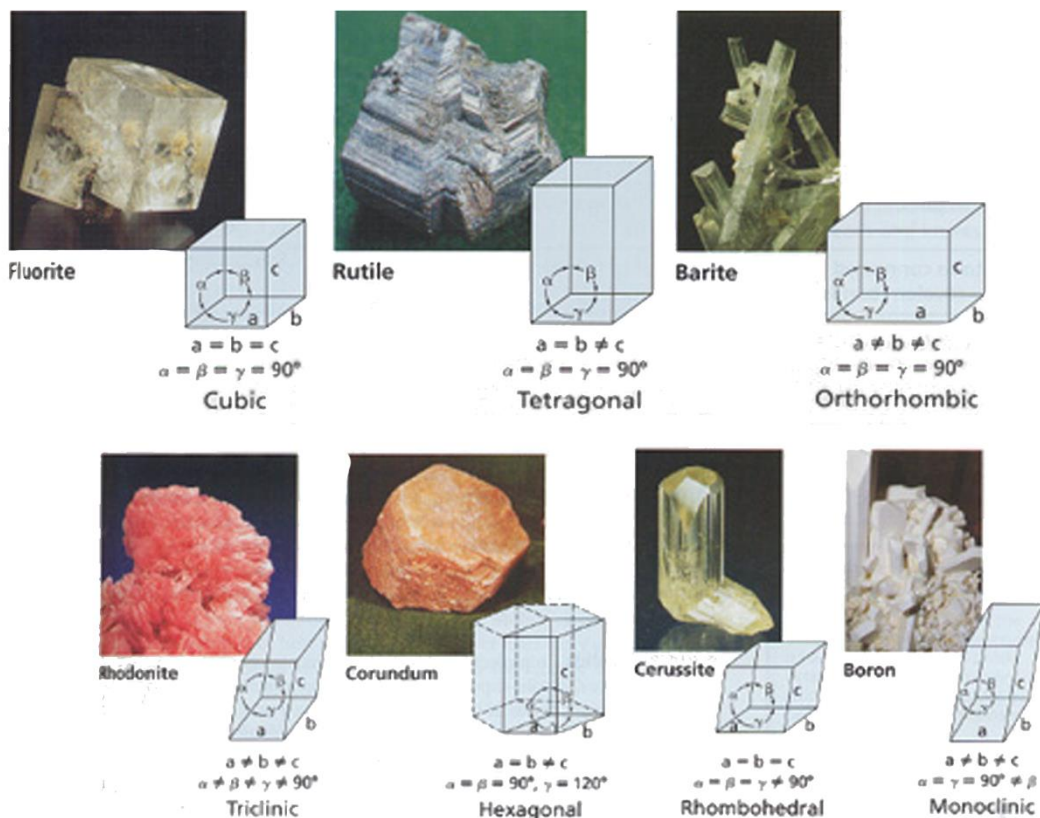 Fluorite
α β c
γ a b
a = b = c
α = β = γ = 90°
Cubic
Rutile
α β
γ
a = b ≠ c
α = β = γ = 90°
Tetragonal
Barite
α β c
γ a b
a ≠ b ≠ c
α = β = γ = 90°
Orthorhombic
Rhodonite
α β c
γ
a b
a ≠ b ≠ c
α ≠ β ≠ γ ≠ 90°
Triclinic
Corundum
c
β
b
a = b ≠ c
α = β = 90°, γ = 120°
Hexagonal
Cerussite
α β c
γ
a b
a = b = c
α = β = γ ≠ 90°
Rhombohedral
Boron
α β c
γ
a b
a ≠ b ≠ c
α = γ = 90° ≠ β
Monoclinic